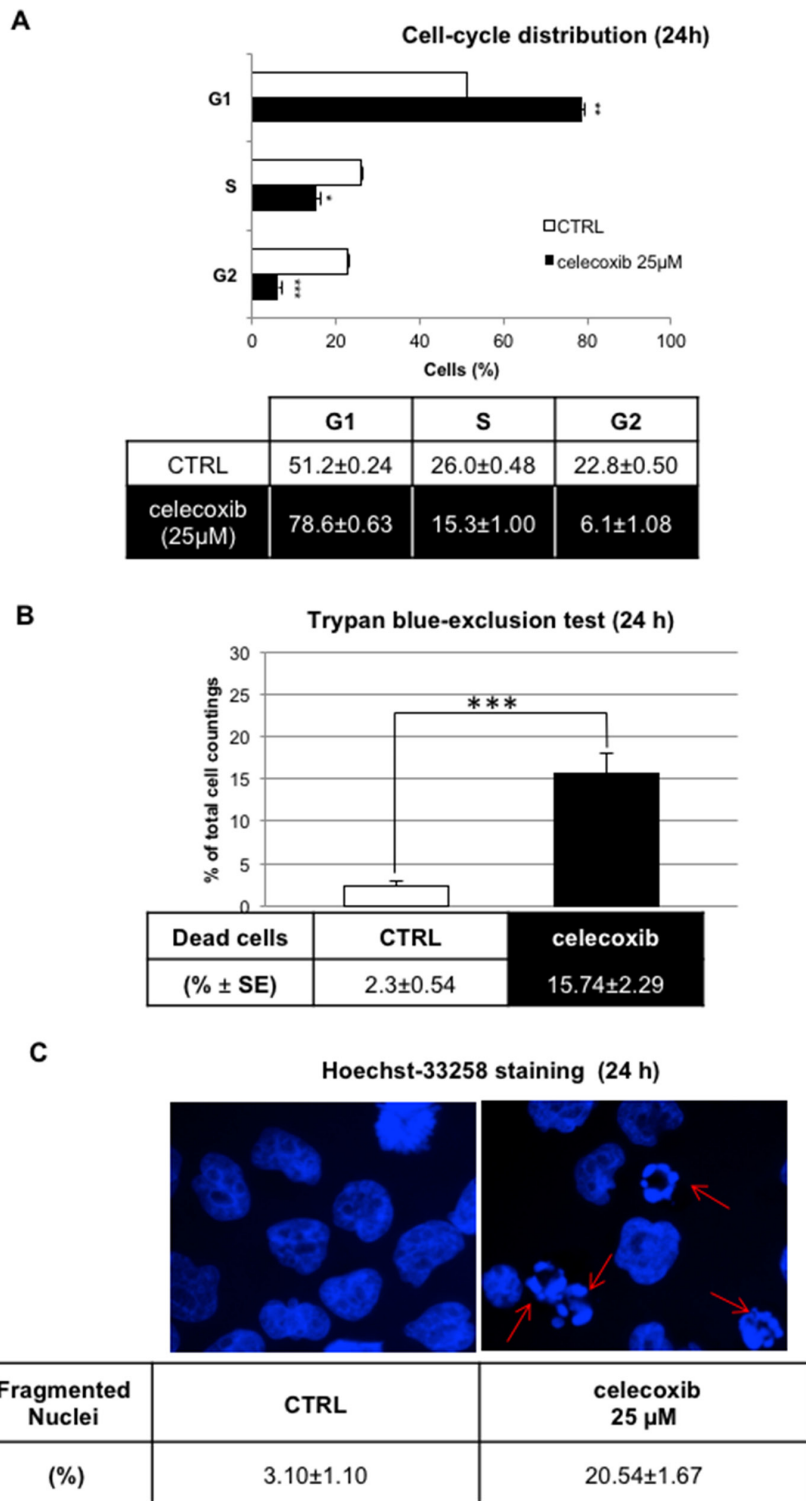 A
Cell-cycle distribution (24h)
G1
**
S
*
G2
***
CTRL
celecoxib 25µM
0 20 40 60 80 100
Cells (%)
G1 S G2
CTRL 51.2±0.24 26.0±0.48 22.8±0.50
celecoxib
(25µM) 78.6±0.63 15.3±1.00 6.1±1.08
B
Trypan blue-exclusion test (24 h)
% of total cell countings
30
25
20
15
10
5
0
***
Dead cells CTRL celecoxib
(% ± SE) 2.3±0.54 15.74±2.29
C
Hoechst-33258 staining (24 h)
Fragmented
Nuclei
CTRL
celecoxib
25 µM
(%) 3.10±1.10 20.54±1.67